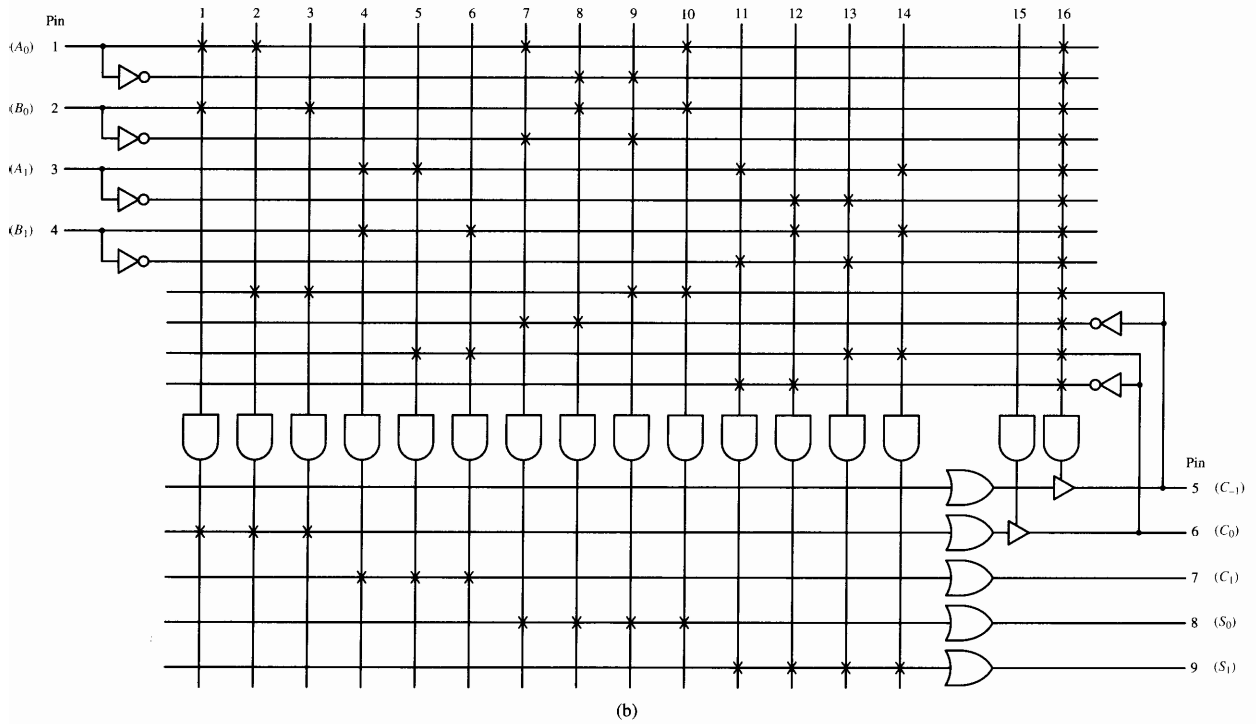 Pin
1 2 3 4 5 6 7 8 9 10 11 12 13 14 15 16
(A₀) 1
(B₀) 2
(A₁) 3
(B₁) 4
Pin
5 (C₋₁)
6 (C₀)
7 (C₁)
8 (S₀)
9 (S₁)
(b)